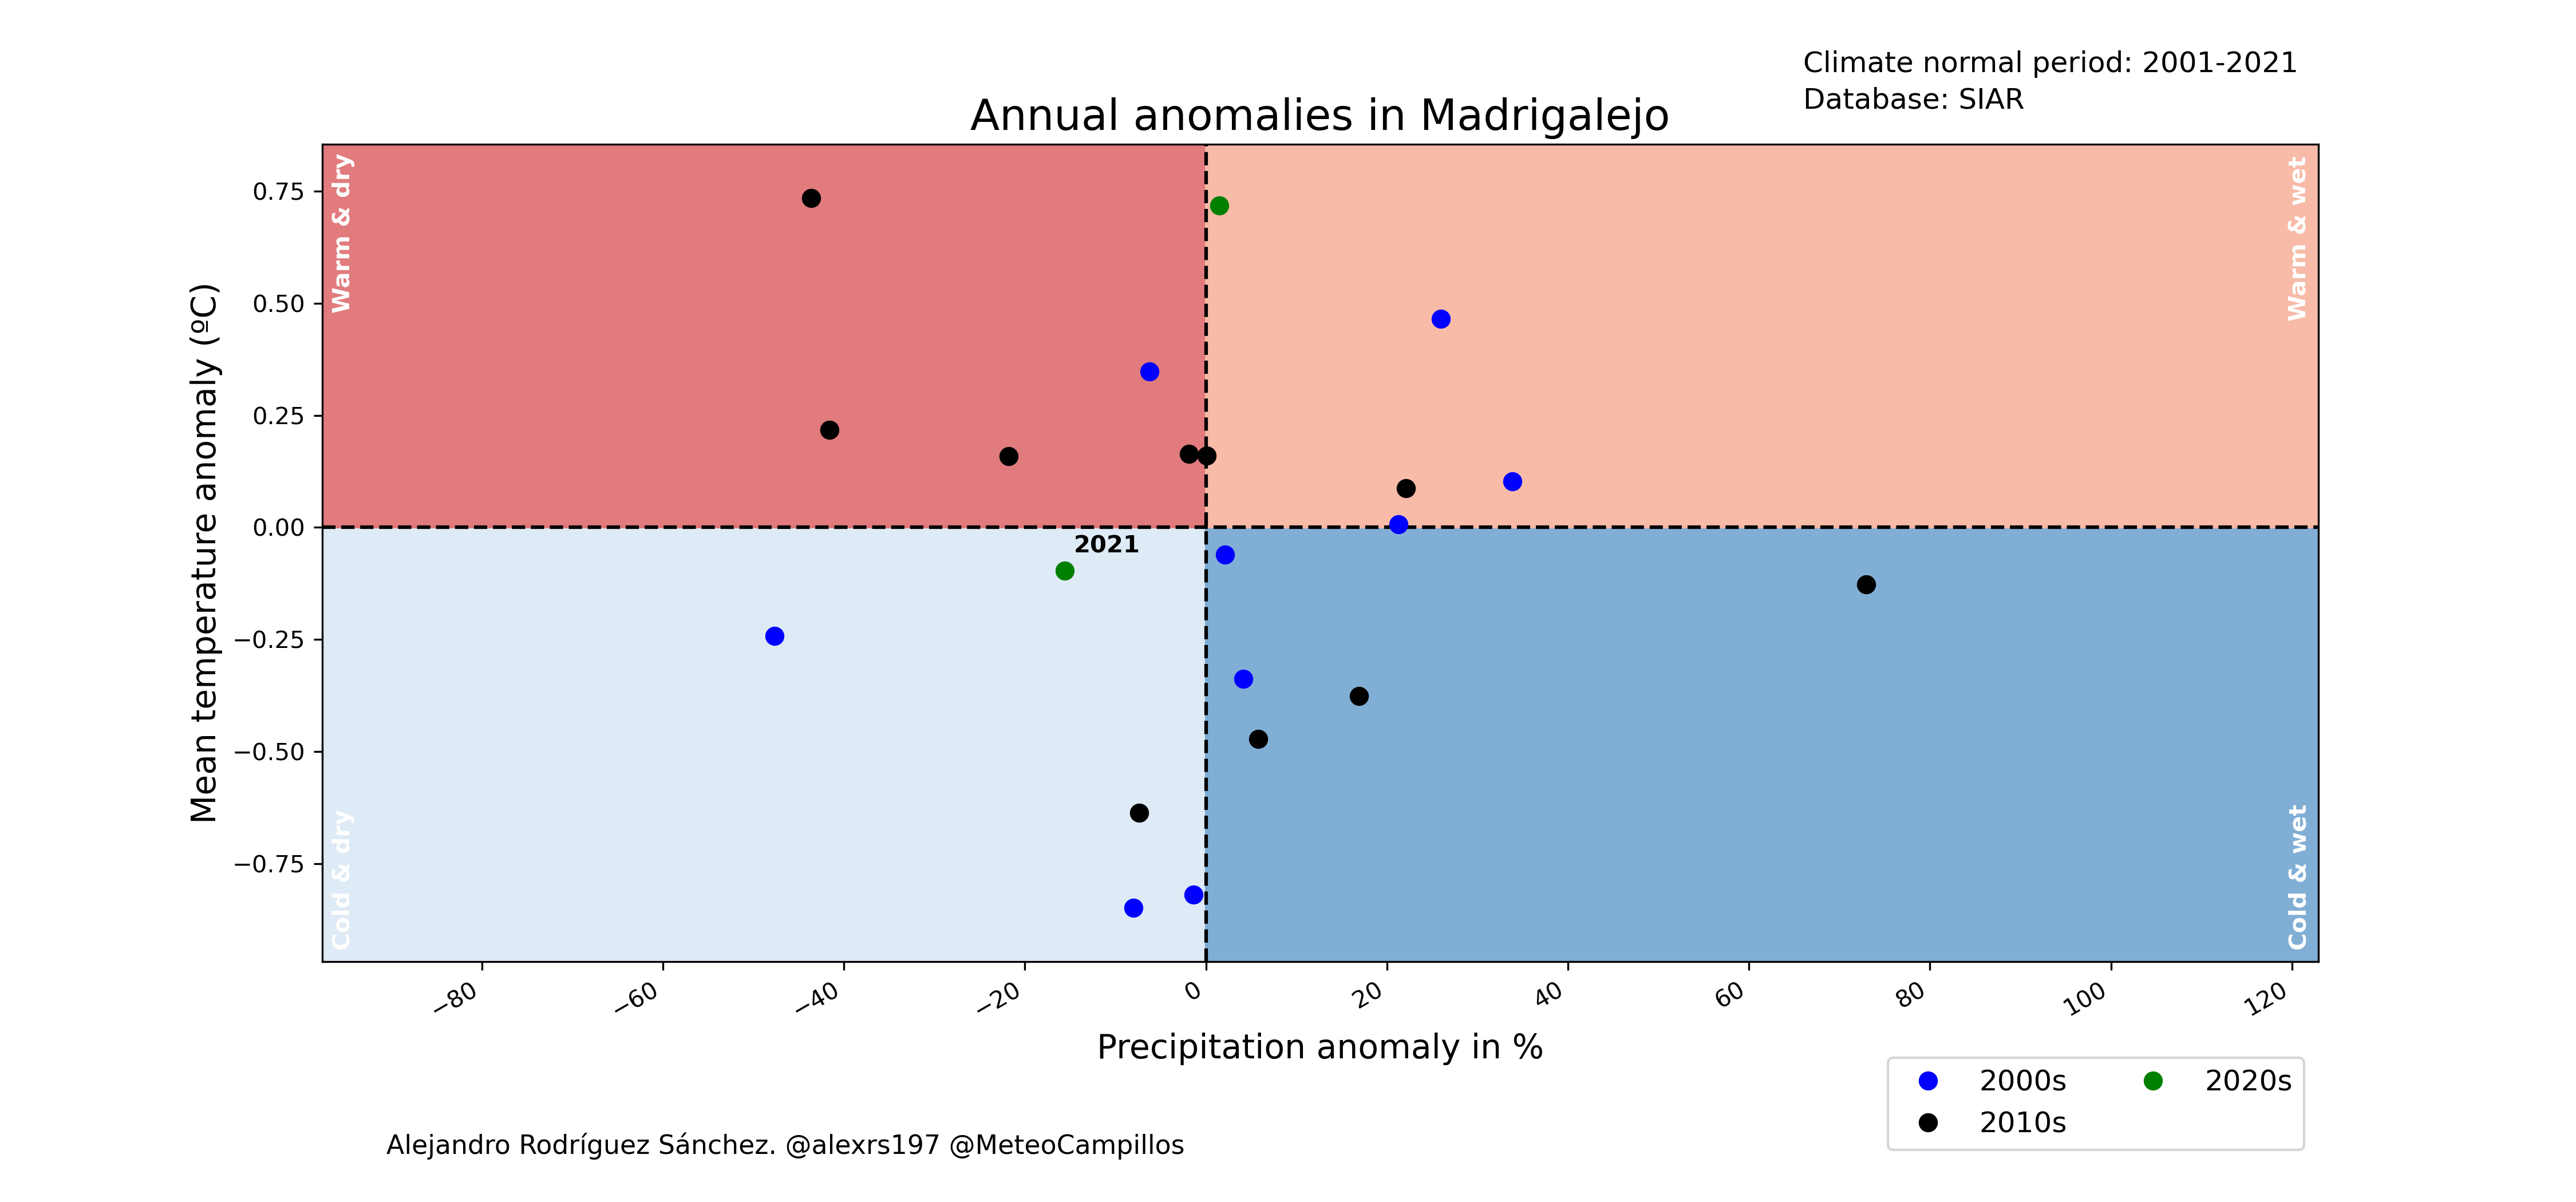 Climate normal period: 2001-2021
Database: SIAR
Annual anomalies in Madrigalejo
Warm & dry
Warm & wet
Mean temperature anomaly (ºC)
0.75
0.50
0.25
0.00
−0.25
−0.50
−0.75
2021
Cold & dry
Cold & wet
−80
−60
−40
−20
0
20
40
60
80
100
120
Precipitation anomaly in %
2000s
2010s
2020s
Alejandro Rodríguez Sánchez. @alexrs197 @MeteoCampillos